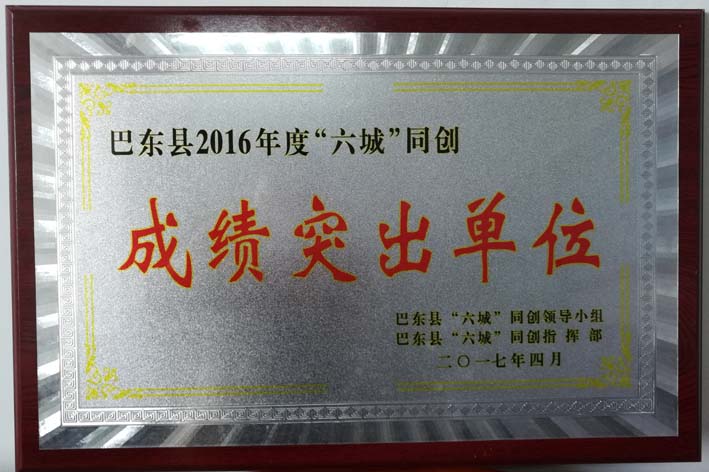 巴东县2016年度“六城”同创
成绩突出单位
巴东县“六城”同创领导小组
巴东县“六城”同创指挥部
二〇一七年四月